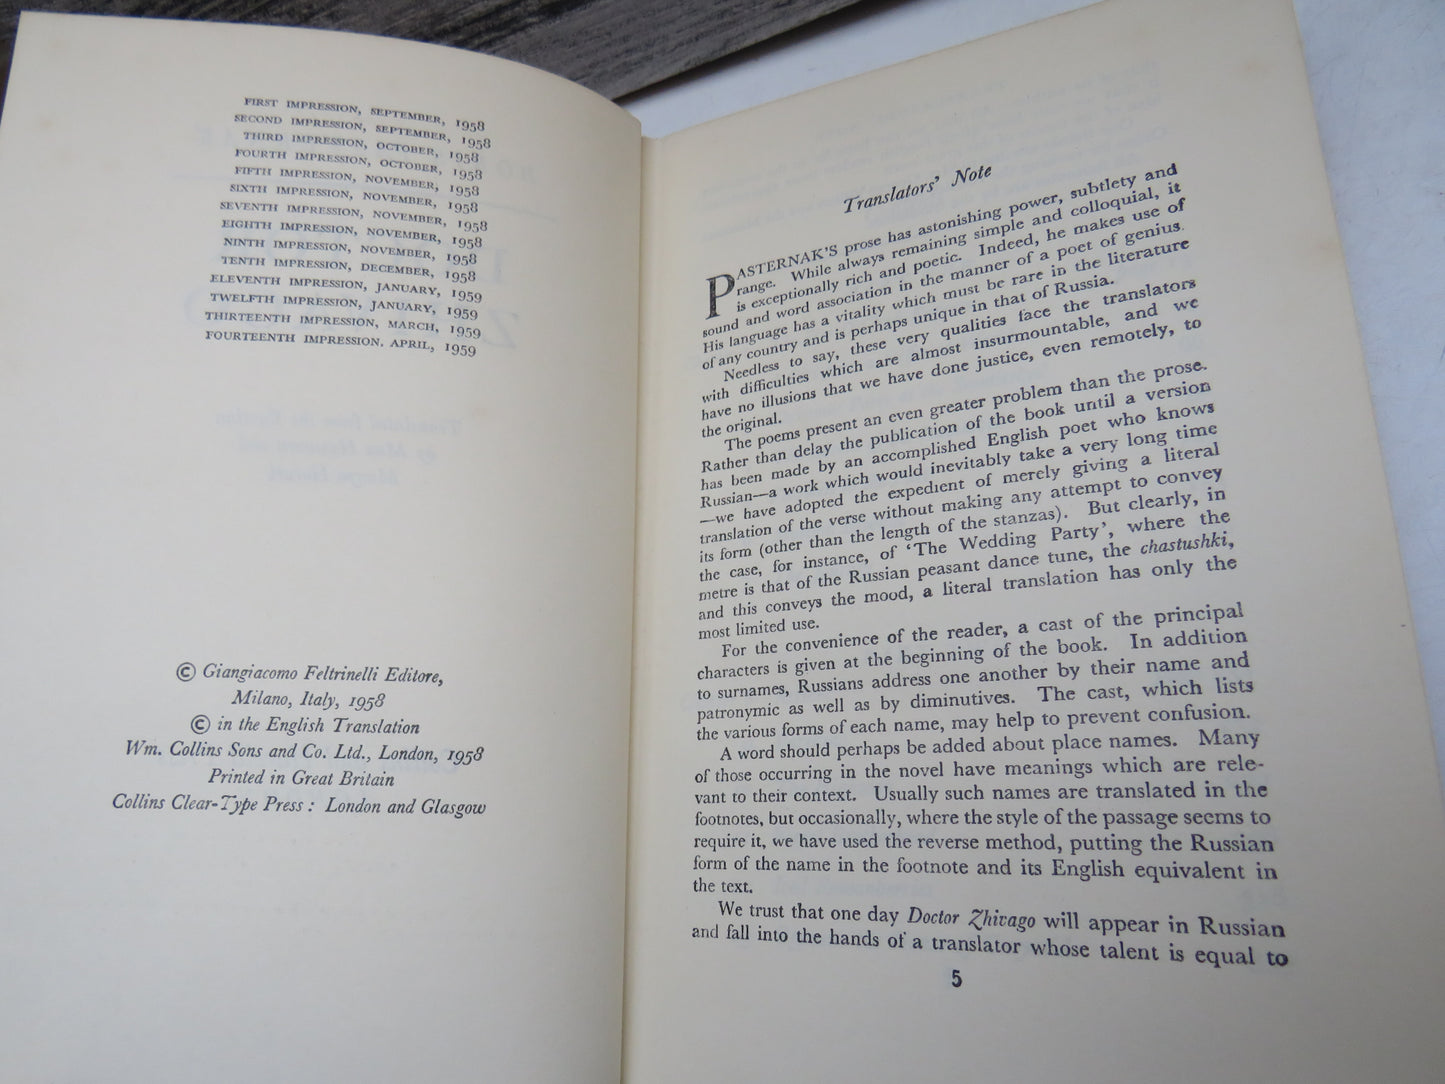 FIRST IMPRESSION, SEPTEMBER, 1958
SECOND IMPRESSION, SEPTEMBER, 1958
THIRD IMPRESSION, OCTOBER, 1958
FOURTH IMPRESSION, OCTOBER, 1958
FIFTH IMPRESSION, NOVEMBER, 1958
SIXTH IMPRESSION, NOVEMBER, 1958
SEVENTH IMPRESSION, NOVEMBER, 1958
EIGHTH IMPRESSION, NOVEMBER, 1958
NINTH IMPRESSION, NOVEMBER, 1958
TENTH IMPRESSION, DECEMBER, 1958
ELEVENTH IMPRESSION, JANUARY, 1959
TWELFTH IMPRESSION, JANUARY, 1959
THIRTEENTH IMPRESSION, MARCH, 1959
FOURTEENTH IMPRESSION. APRIL, 1959
© Giangiacomo Feltrinelli Editore,
Milano, Italy, 1958
© in the English Translation
Wm. Collins Sons and Co. Ltd., London, 1958
Printed in Great Britain
Collins Clear-Type Press : London and Glasgow
Translators' Note
PASTERNAK'S prose has astonishing power, subtlety and
range. While always remaining simple and colloquial, it
is exceptionally rich and poetic. Indeed, he makes use of
sound and word association in the manner of a poet of genius.
His language has a vitality which must be rare in the literature
of any country and is perhaps unique in that of Russia.
Needless to say, these very qualities face the translators
with difficulties which are almost insurmountable, and we
have no illusions that we have done justice, even remotely, to
the original.
The poems present an even greater problem than the prose.
Rather than delay the publication of the book until a version
has been made by an accomplished English poet who knows
Russian—a work which would inevitably take a very long time
—we have adopted the expedient of merely giving a literal
translation of the verse without making any attempt to convey
its form (other than the length of the stanzas). But clearly, in
the case, for instance, of 'The Wedding Party', where the
metre is that of the Russian peasant dance tune, the chastushki,
and this conveys the mood, a literal translation has only the
most limited use.
For the convenience of the reader, a cast of the principal
characters is given at the beginning of the book. In addition
to surnames, Russians address one another by their name and
patronymic as well as by diminutives. The cast, which lists
the various forms of each name, may help to prevent confusion.
A word should perhaps be added about place names. Many
of those occurring in the novel have meanings which are rele-
vant to their context. Usually such names are translated in the
footnotes, but occasionally, where the style of the passage seems to
require it, we have used the reverse method, putting the Russian
form of the name in the footnote and its English equivalent in
the text.
We trust that one day Doctor Zhivago will appear in Russian
and fall into the hands of a translator whose talent is equal to
5